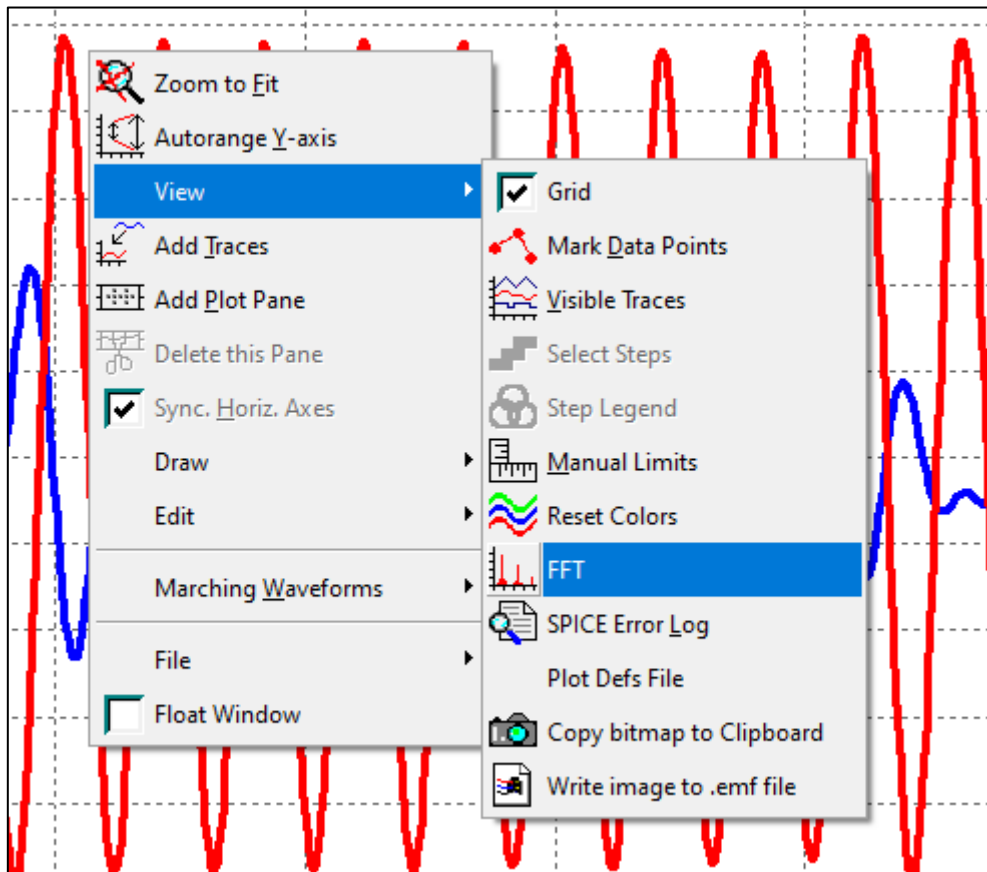 Zoom to Fit
Autorange Y-axis
View
Add Traces
Add Plot Pane
Delete this Pane
Sync. Horiz. Axes
Draw
Edit
Marching Waveforms
File
Float Window
Grid
Mark Data Points
Visible Traces
Select Steps
Step Legend
Manual Limits
Reset Colors
FFT
SPICE Error Log
Plot Defs File
Copy bitmap to Clipboard
Write image to .emf file